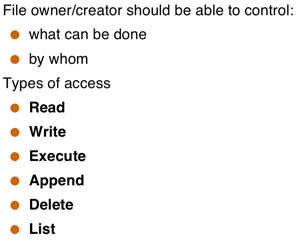 File owner/creator should be able to control:
what can be done
by whom
Types of access
Read
Write
Execute
Append
Delete
List